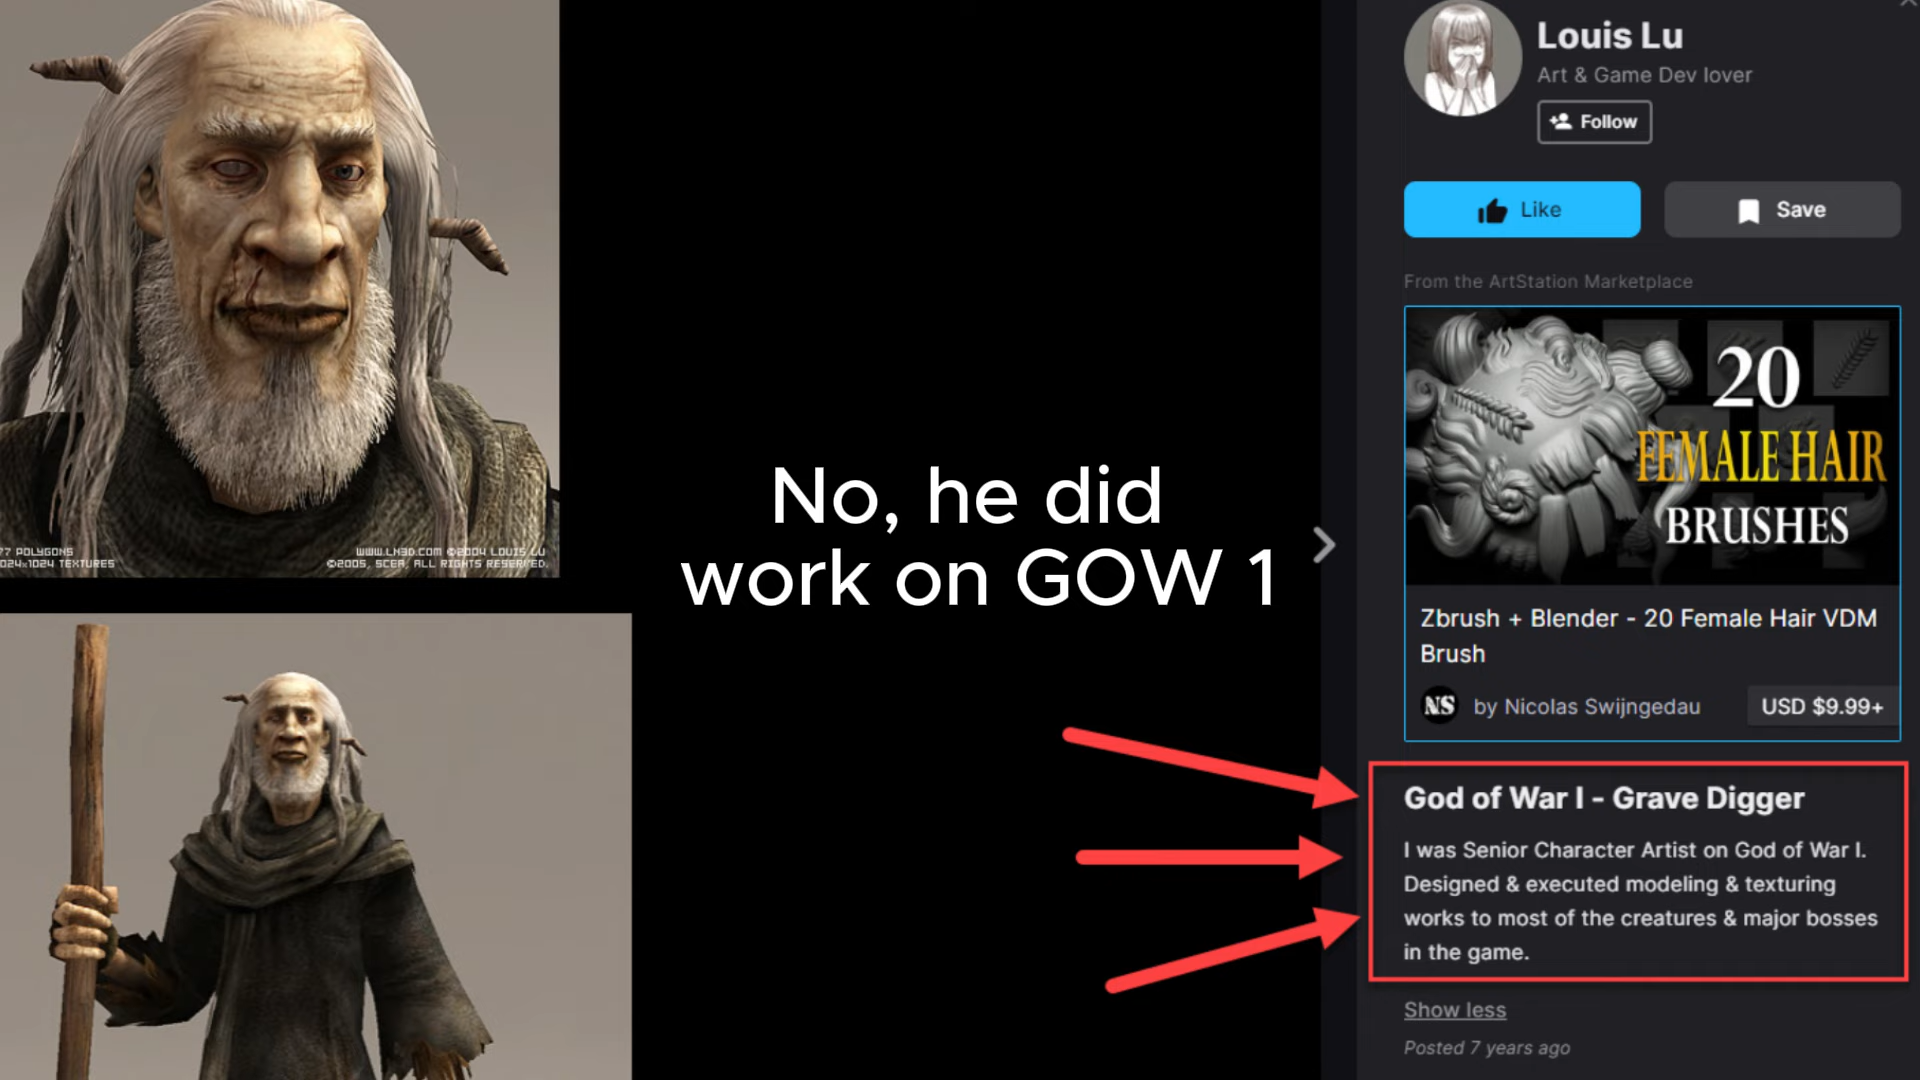 77 POLYGONS
024x1024 TEXTURES
WWW.LM3D.COM ©2004 LOUIS LU
©2005, SCEA, ALL RIGHTS RESERVED.
No, he did
work on GOW 1
Louis Lu
Art & Game Dev lover
Follow
Like
Save
From the ArtStation Marketplace
20
FEMALE HAIR
BRUSHES
Zbrush + Blender - 20 Female Hair VDM
Brush
NS
by Nicolas Swijngedau
USD $9.99+
God of War I - Grave Digger
I was Senior Character Artist on God of War I.
Designed & executed modeling & texturing
works to most of the creatures & major bosses
in the game.
Show less
Posted 7 years ago